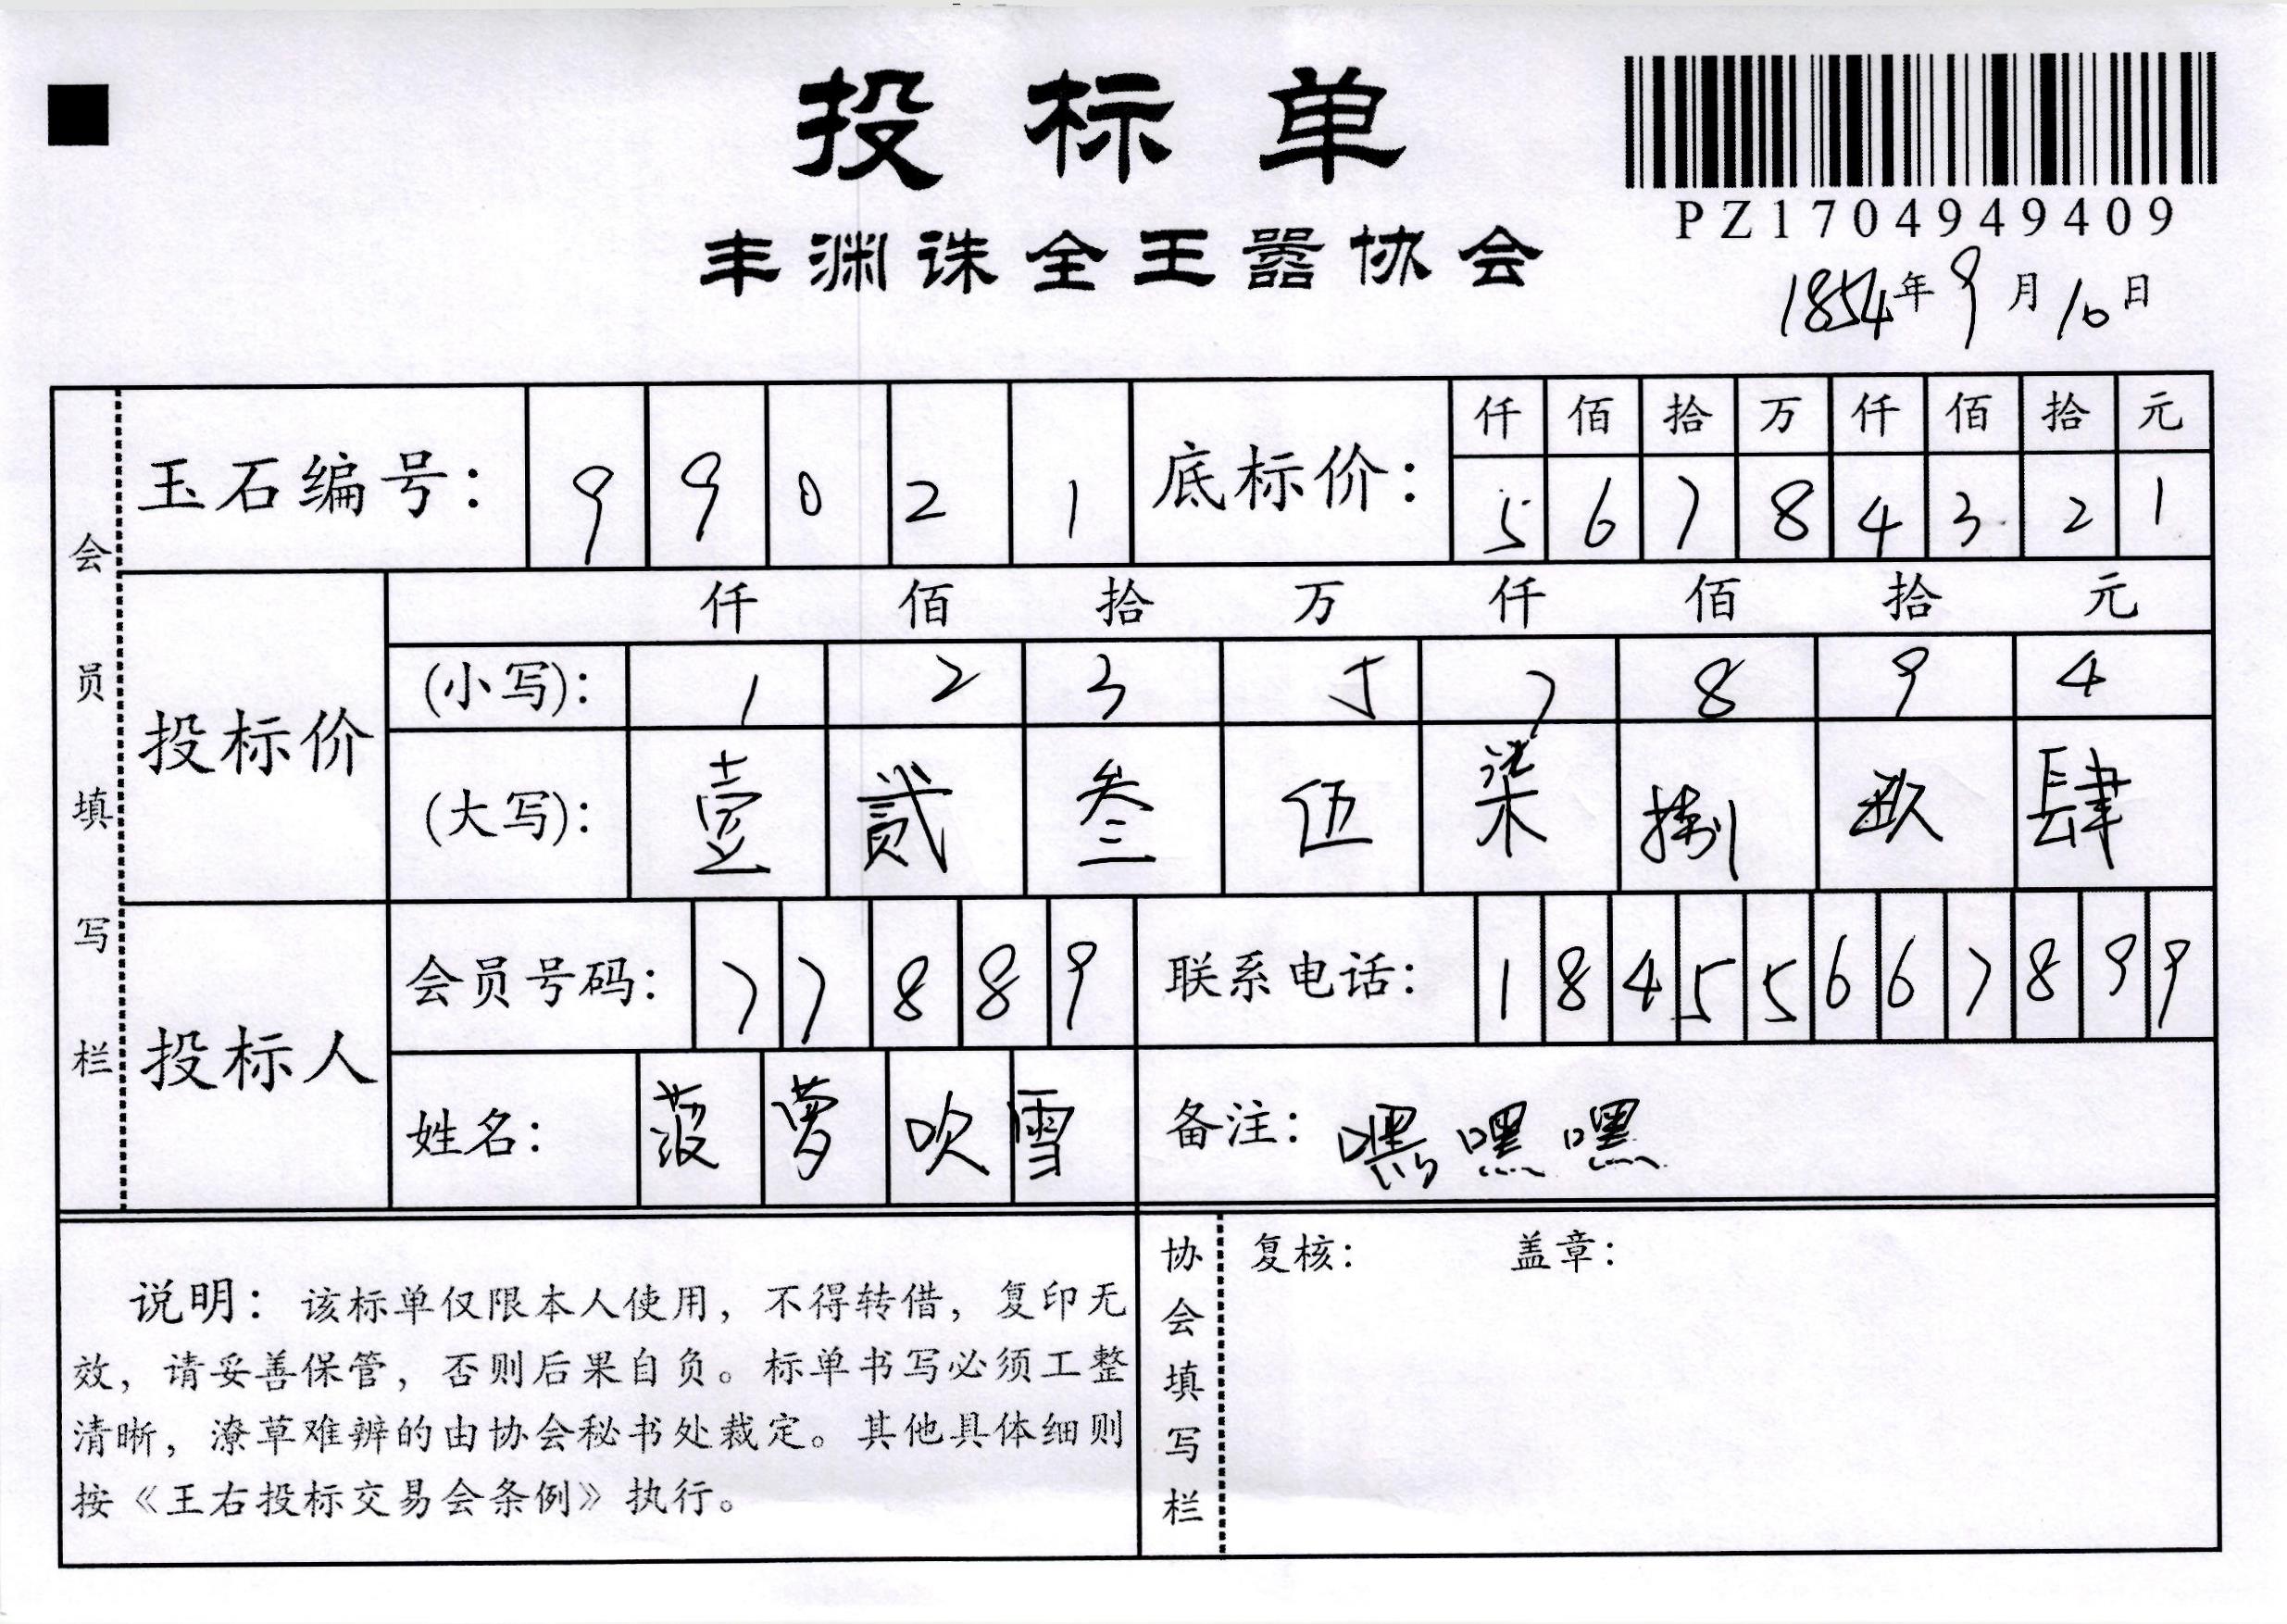 投标单
PZ1704949409
丰渊诛全王嚣协会
1854年9月10日
会员填写栏
玉石编号: 9 9 0 2 1
底标价: 仟 佰 拾 万 仟 佰 拾 元
5 6 7 8 4 3 2 1
投标价
仟 佰 拾 万 仟 佰 拾 元
(小写): 1 2 3 5 7 8 9 4
(大写): 壹 贰 叁 伍 柒 捌 玖 肆
投标人
会员号码: 7 7 8 8 9
联系电话: 1 8 4 5 5 6 6 7 8 9 9
姓名: 菠 萝 吹 雪
备注: 嘿嘿嘿
说明: 该标单仅限本人使用，不得转借，复印无
效，请妥善保管，否则后果自负。标单书写必须工整
清晰，潦草难辨的由协会秘书处裁定。其他具体细则
按《王右投标交易会条例》执行。
协会填写栏
复核: 盖章: